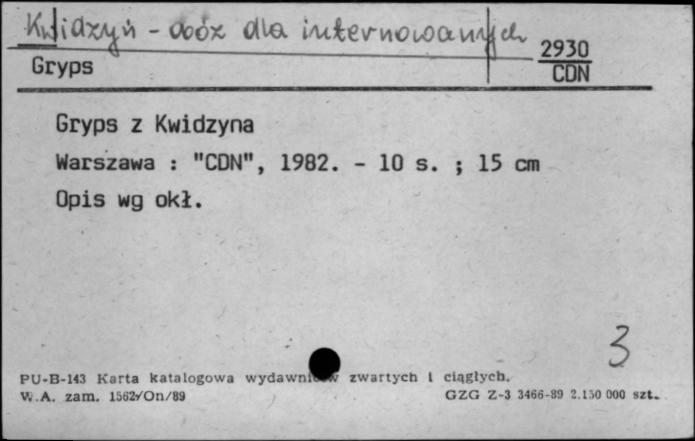 Kwidzyń - obóz dla internowanych
Gryps
2930
CDN
Gryps z Kwidzyna
Warszawa : "CDN", 1982. - 10 s. ; 15 cm
Opis wg okł.
3
PU-B-143 Karta katalogowa wydawnictw zwartych i ciągłych.
W.A. zam. 1562/On/89
GZG Z-3 3466-89 2.150 000 szt.